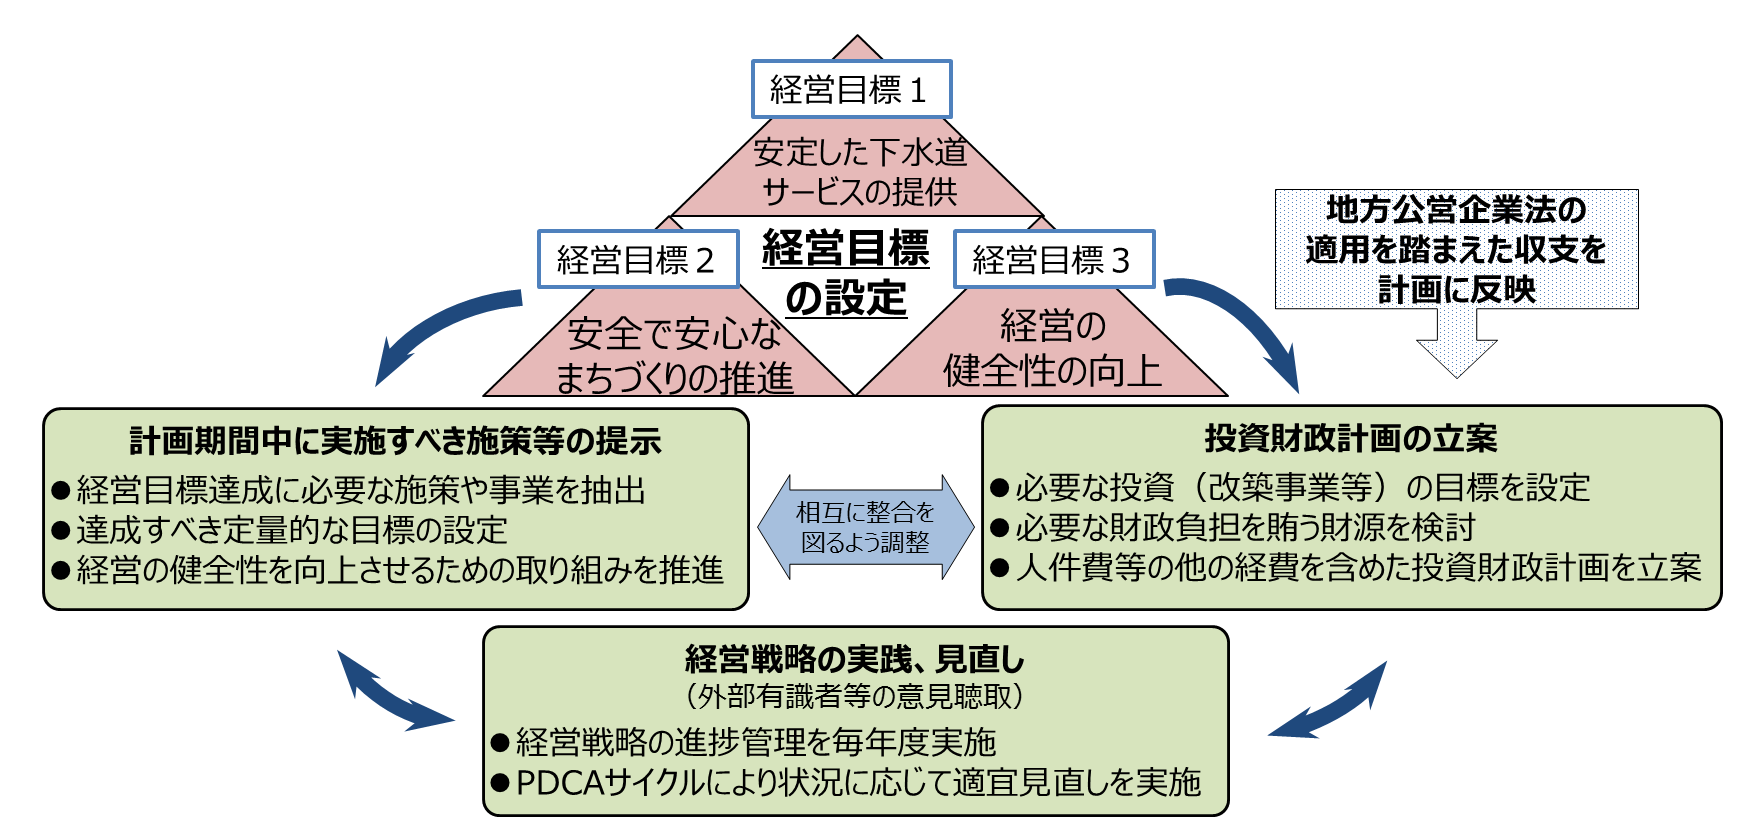 経営目標１
安定した下水道
サービスの提供
経営目標２
安全で安心な
まちづくりの推進
経営目標
の設定
経営目標３
経営の
健全性の向上
地方公営企業法の
適用を踏まえた収支を
計画に反映
計画期間中に実施すべき施策等の提示
●経営目標達成に必要な施策や事業を抽出
●達成すべき定量的な目標の設定
●経営の健全性を向上させるための取り組みを推進
相互に整合を
図るよう調整
投資財政計画の立案
●必要な投資（改築事業等）の目標を設定
●必要な財政負担を賄う財源を検討
●人件費等の他の経費を含めた投資財政計画を立案
経営戦略の実践、見直し
（外部有識者等の意見聴取）
●経営戦略の進捗管理を毎年度実施
●PDCAサイクルにより状況に応じて適宜見直しを実施